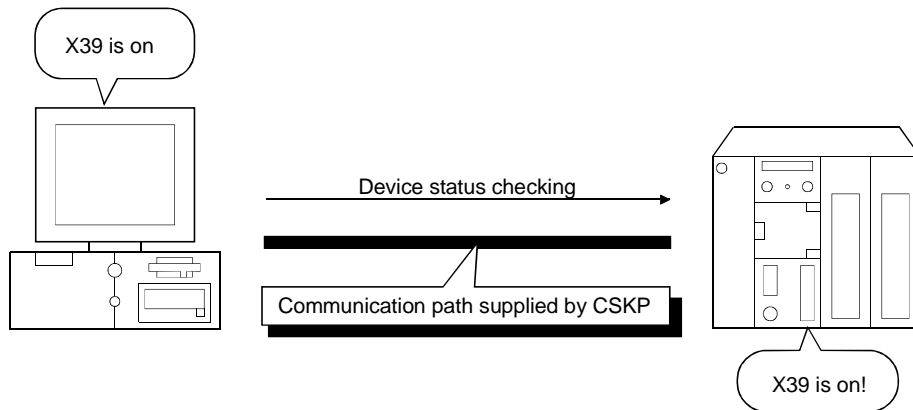 X39 is on
Device status checking
Communication path supplied by CSKP
X39 is on!